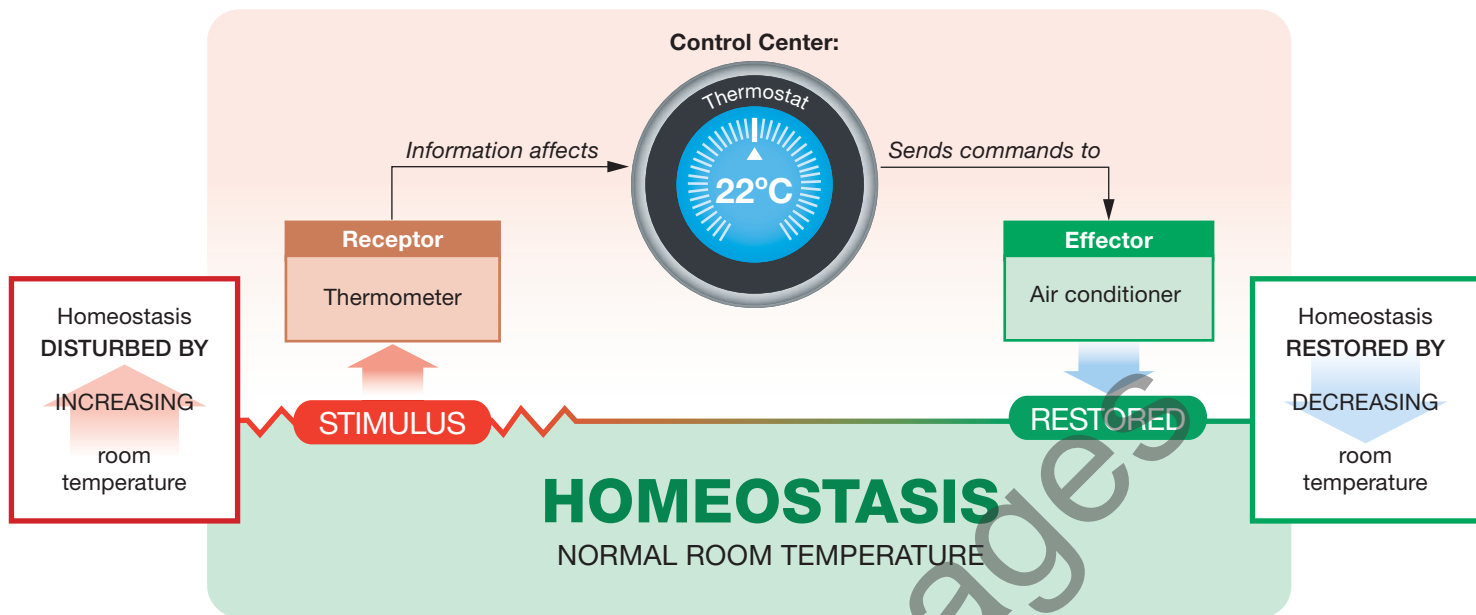 Control Center:
Thermostat
22°C
Information affects
Sends commands to
Receptor
Thermometer
Effector
Air conditioner
Homeostasis
DISTURBED BY
INCREASING
room
temperature
STIMULUS
RESTORED
Homeostasis
RESTORED BY
DECREASING
room
temperature
HOMEOSTASIS
NORMAL ROOM TEMPERATURE
ages